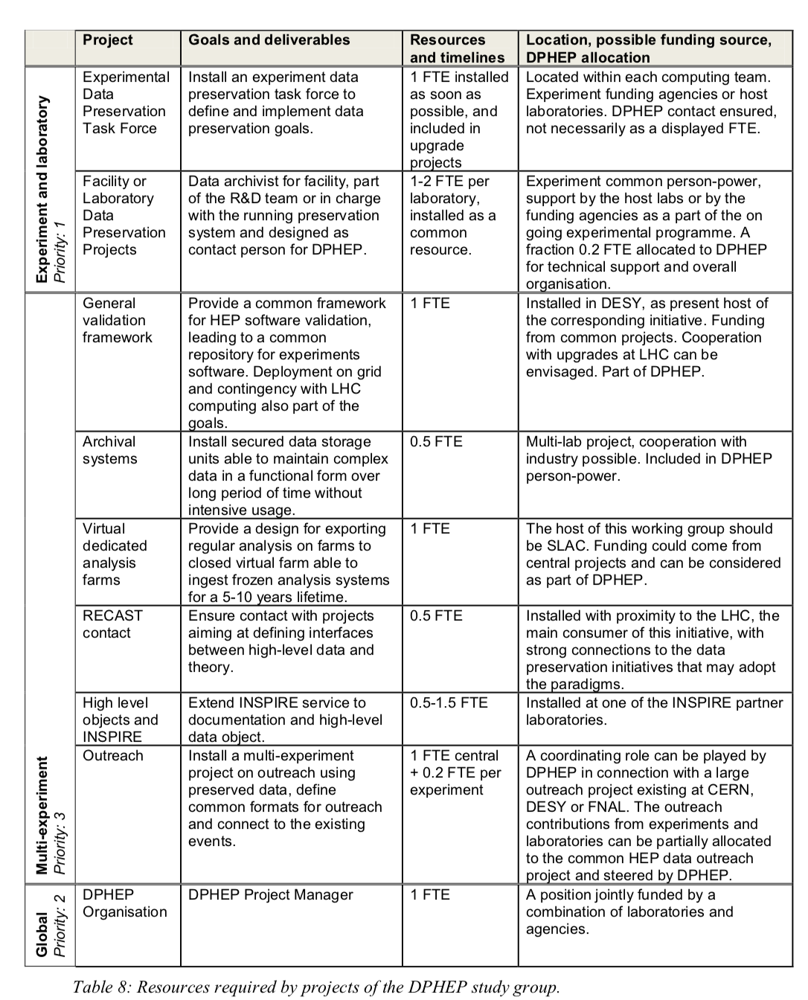 Project
Goals and deliverables
Resources
and timelines
Location, possible funding source,
DPHEP allocation
Experiment and laboratory
Priority: 1
Experimental
Data
Preservation
Task Force
Install an experiment data
preservation task force to
define and implement data
preservation goals.
1 FTE installed
as soon as
possible, and
included in
upgrade
projects
Located within each computing team.
Experiment funding agencies or host
laboratories. DPHEP contact ensured,
not necessarily as a displayed FTE.
Facility or
Laboratory
Data
Preservation
Projects
Data archivist for facility, part
of the R&D team or in charge
with the running preservation
system and designed as
contact person for DPHEP.
1-2 FTE per
laboratory,
installed as a
common
resource.
Experiment common person-power,
support by the host labs or by the
funding agencies as a part of the on
going experimental programme. A
fraction 0.2 FTE allocated to DPHEP
for technical support and overall
organisation.
Multi-experiment
Priority: 3
General
validation
framework
Provide a common framework
for HEP software validation,
leading to a common
repository for experiments
software. Deployment on grid
and contingency with LHC
computing also part of the
goals.
1 FTE
Installed in DESY, as present host of
the corresponding initiative. Funding
from common projects. Cooperation
with upgrades at LHC can be
envisaged. Part of DPHEP.
Archival
systems
Install secured data storage
units able to maintain complex
data in a functional form over
long period of time without
intensive usage.
0.5 FTE
Multi-lab project, cooperation with
industry possible. Included in DPHEP
person-power.
Virtual
dedicated
analysis
farms
Provide a design for exporting
regular analysis on farms to
closed virtual farm able to
ingest frozen analysis systems
for a 5-10 years lifetime.
1 FTE
The host of this working group should
be SLAC. Funding could come from
central projects and can be considered
as part of DPHEP.
RECAST
contact
Ensure contact with projects
aiming at defining interfaces
between high-level data and
theory.
0.5 FTE
Installed with proximity to the LHC, the
main consumer of this initiative, with
strong connections to the data
preservation initiatives that may adopt
the paradigms.
High level
objects and
INSPIRE
Extend INSPIRE service to
documentation and high-level
data object.
0.5-1.5 FTE
Installed at one of the INSPIRE partner
laboratories.
Outreach
Install a multi-experiment
project on outreach using
preserved data, define
common formats for outreach
and connect to the existing
events.
1 FTE central
+ 0.2 FTE per
experiment
A coordinating role can be played by
DPHEP in connection with a large
outreach project existing at CERN,
DESY or FNAL. The outreach
contributions from experiments and
laboratories can be partially allocated
to the common HEP data outreach
project and steered by DPHEP.
Global
Priority: 2
DPHEP
Organisation
DPHEP Project Manager
1 FTE
A position jointly funded by a
combination of laboratories and
agencies.
Table 8: Resources required by projects of the DPHEP study group.